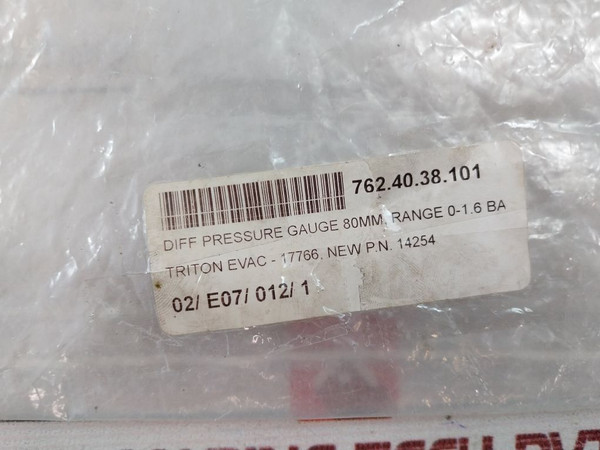 762.40.38.101
DIFF PRESSURE GAUGE 80MM, RANGE 0-1.6 BA
TRITON EVAC - 17766, NEW P.N. 14254
02/ E07/ 012/ 1